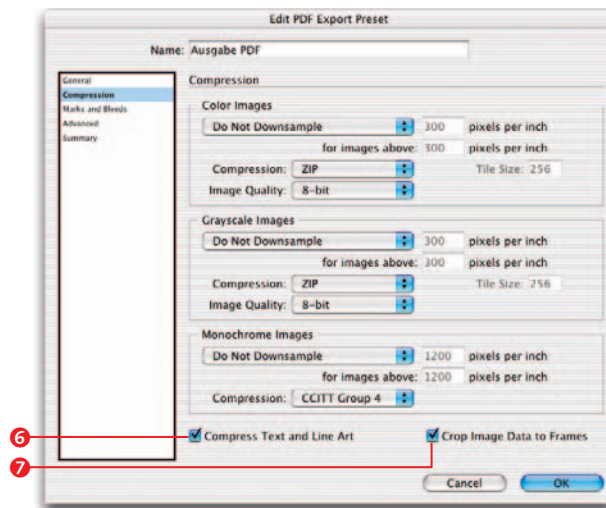 Edit PDF Export Preset
Name: Ausgabe PDF
General
Compression
Marks and Bleeds
Advanced
Summary
Compression
Color Images
Do Not Downsample 300 pixels per inch
for images above: 300 pixels per inch
Compression: ZIP Tile Size: 256
Image Quality: 8-bit
Grayscale Images
Do Not Downsample 300 pixels per inch
for images above: 300 pixels per inch
Compression: ZIP Tile Size: 256
Image Quality: 8-bit
Monochrome Images
Do Not Downsample 1200 pixels per inch
for images above: 1200 pixels per inch
Compression: CCITT Group 4
6 Compress Text and Line Art Crop Image Data to Frames
7
Cancel OK